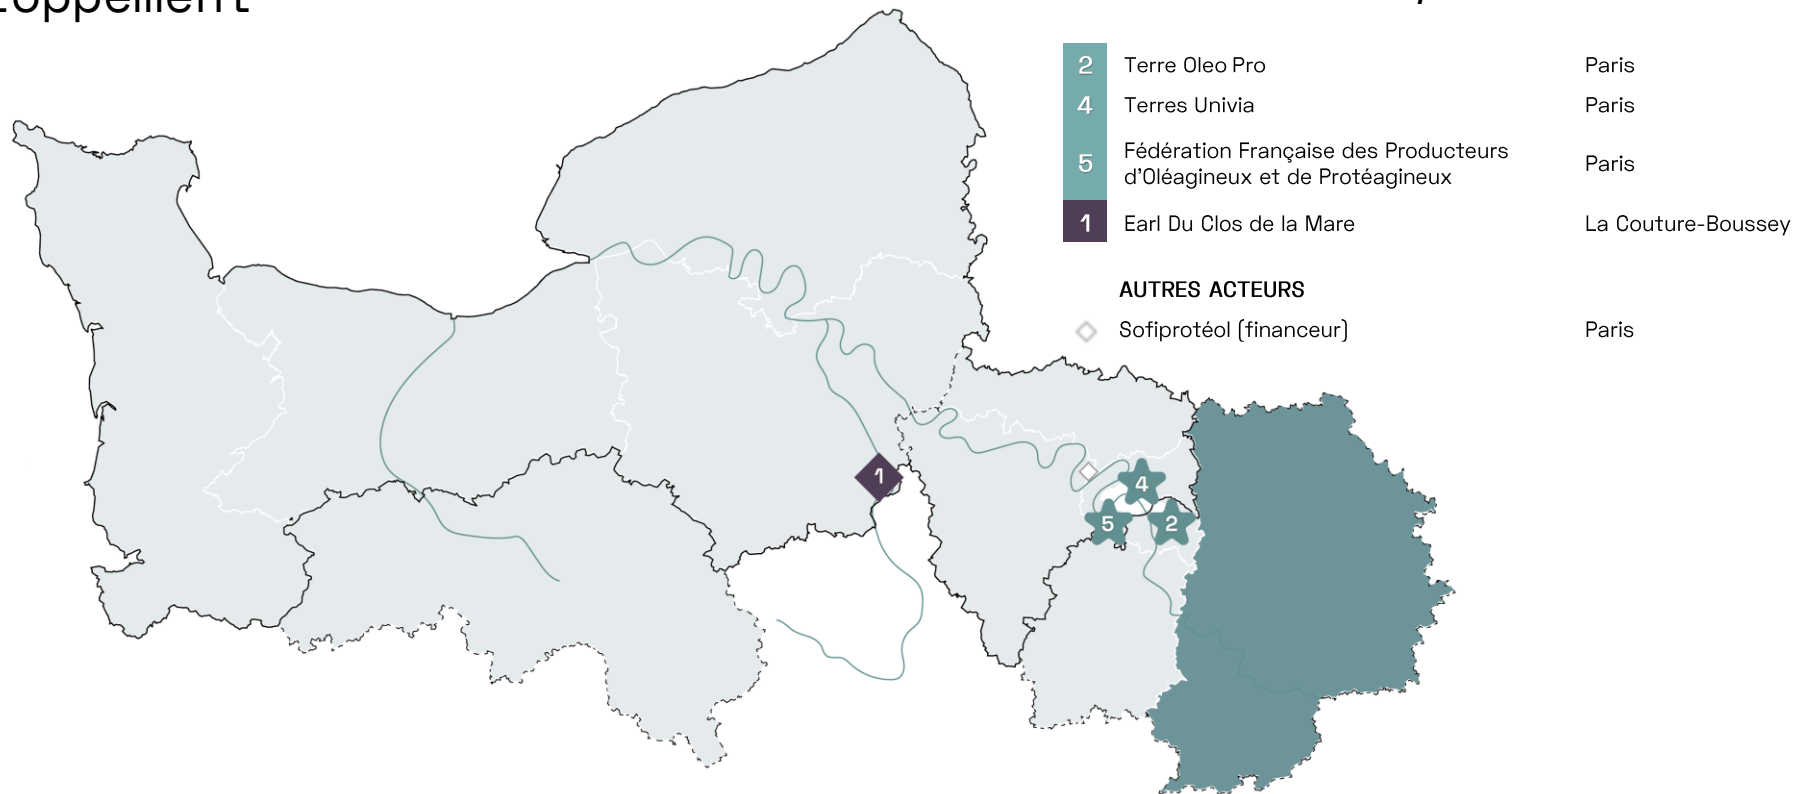 2 Terre Oleo Pro Paris
4 Terres Univia Paris
5 Fédération Française des Producteurs
d'Oléagineux et de Protéagineux Paris
1 Earl Du Clos de la Mare La Couture-Boussey
AUTRES ACTEURS
Sofiprotéol (financeur) Paris
1
4
5
2